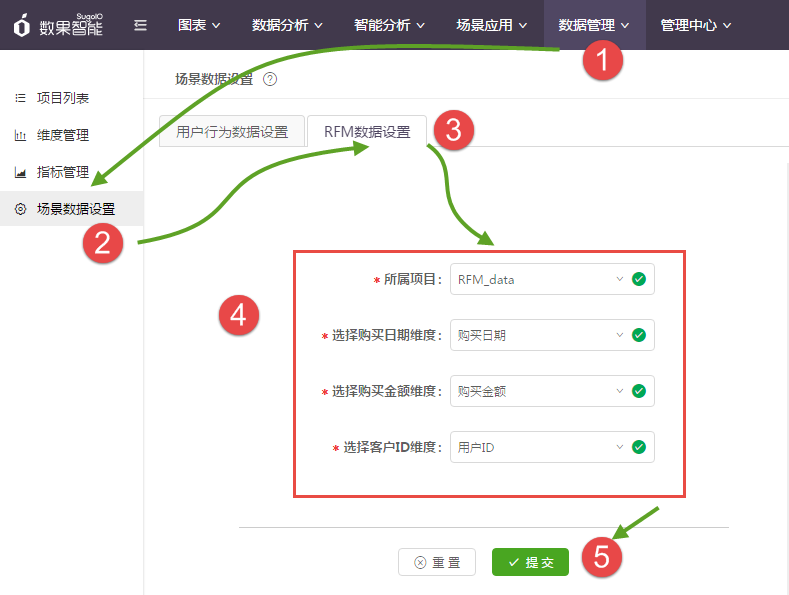 SugoIO
数果智能 图表 数据分析 智能分析 场景应用 数据管理 管理中心
1
场景数据设置 ?
项目列表
维度管理
指标管理
场景数据设置
2
用户行为数据设置 RFM数据设置 3
4
* 所属项目: RFM_data
* 选择购买日期维度: 购买日期
* 选择购买金额维度: 购买金额
* 选择客户ID维度: 用户ID
重置 提交 5